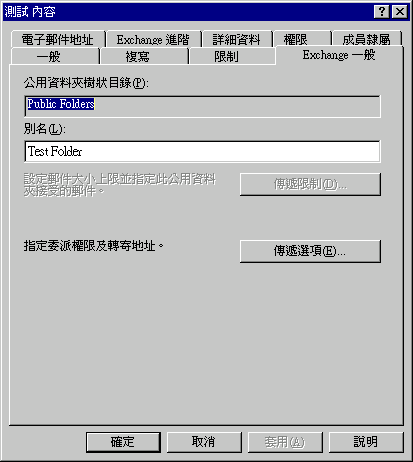 測試 內容
電子郵件地址 Exchange 進階 詳細資料 權限 成員隸屬
一般 複寫 限制 Exchange 一般
公用資料夾樹狀目錄(P):
Public Folders
別名(L):
Test Folder
設定郵件大小上限並指定此公用資料
夾接受的郵件。
傳遞限制(D)...
指定委派權限及轉寄地址。
傳遞選項(E)...
確定 取消 套用(A) 說明